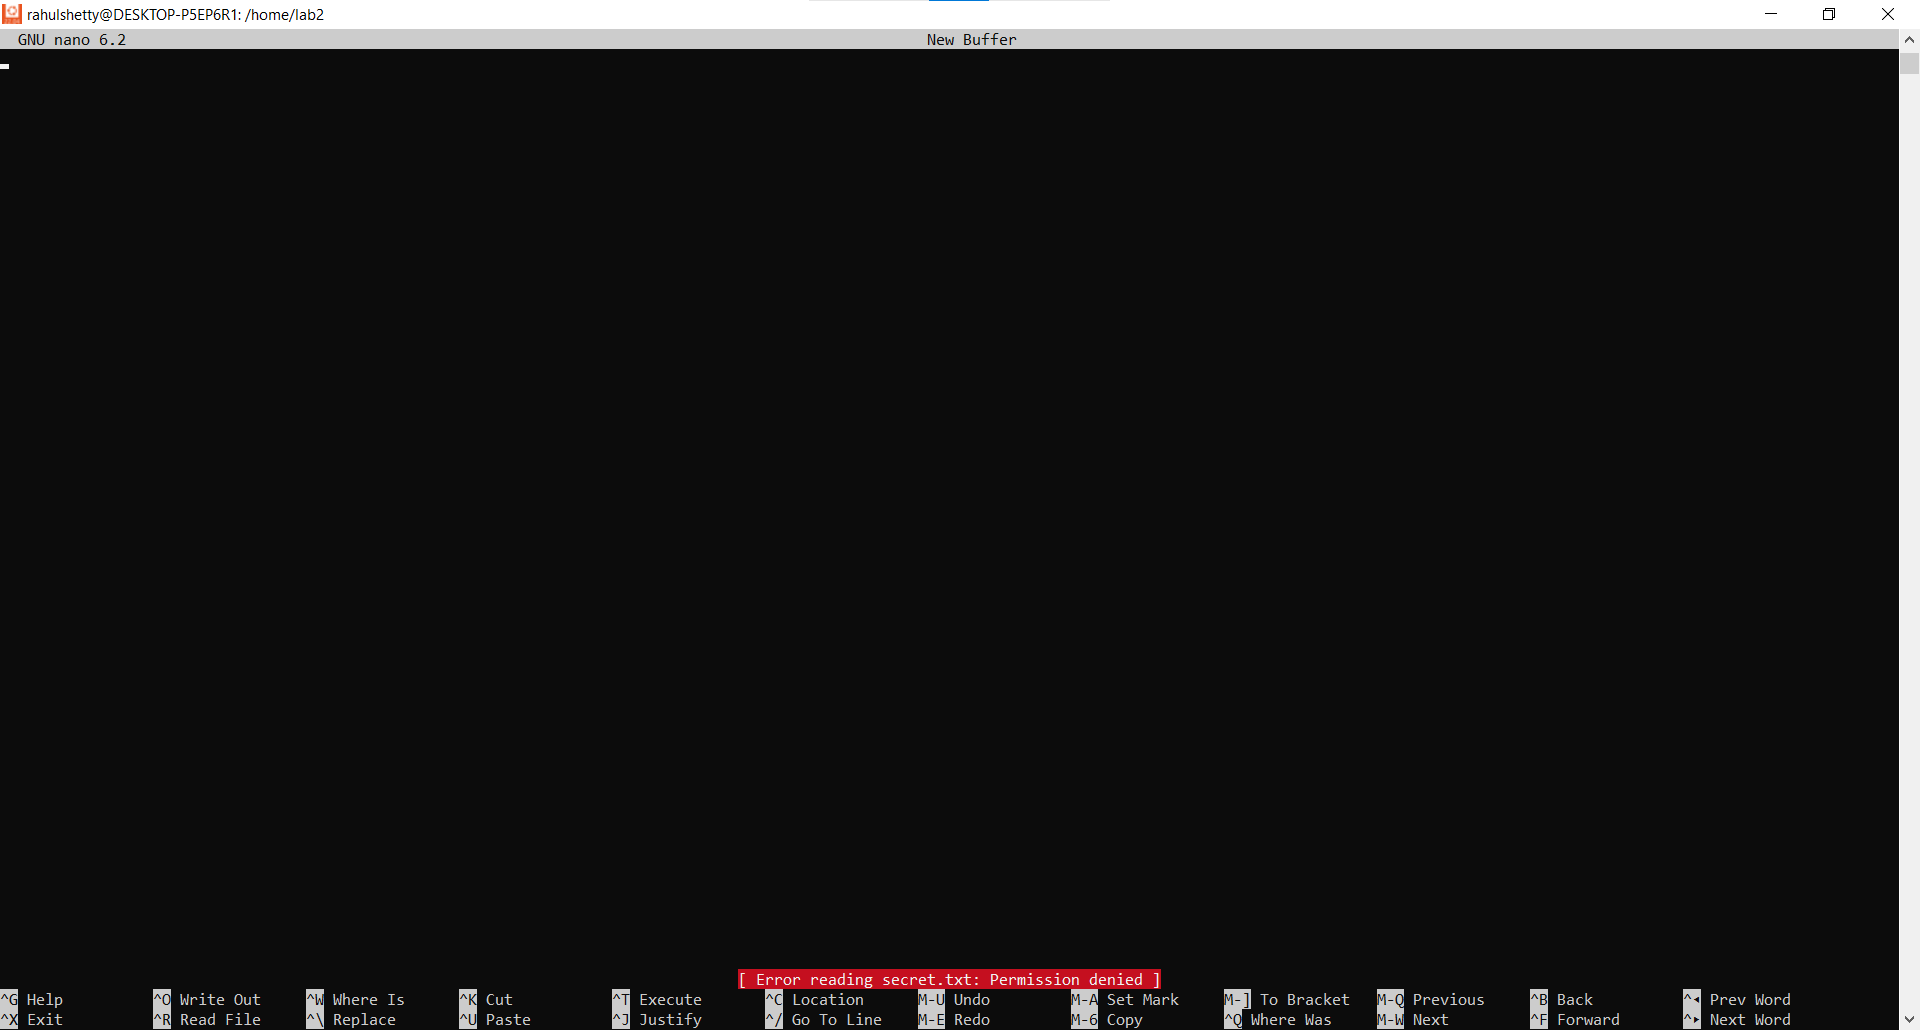 rahulshetty@DESKTOP-P5EP6R1: /home/lab2
GNU nano 6.2 New Buffer
[ Error reading secret.txt: Permission denied ]
^G Help ^O Write Out ^W Where Is ^K Cut ^T Execute ^C Location M-U Undo M-A Set Mark M-] To Bracket M-Q Previous ^B Back ^◂ Prev Word
^X Exit ^R Read File ^\ Replace ^U Paste ^J Justify ^/ Go To Line M-E Redo M-6 Copy ^Q Where Was M-W Next ^F Forward ^▸ Next Word